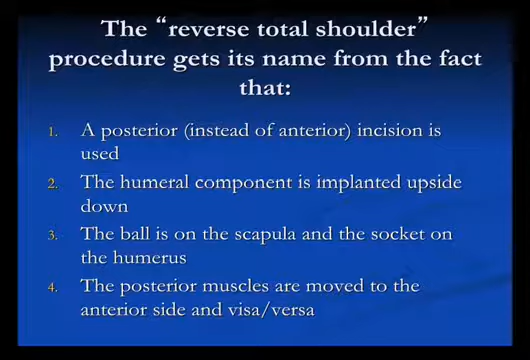 The “reverse total shoulder”
procedure gets its name from the fact
that:
1. A posterior (instead of anterior) incision is
used
2. The humeral component is implanted upside
down
3. The ball is on the scapula and the socket on
the humerus
4. The posterior muscles are moved to the
anterior side and visa/versa